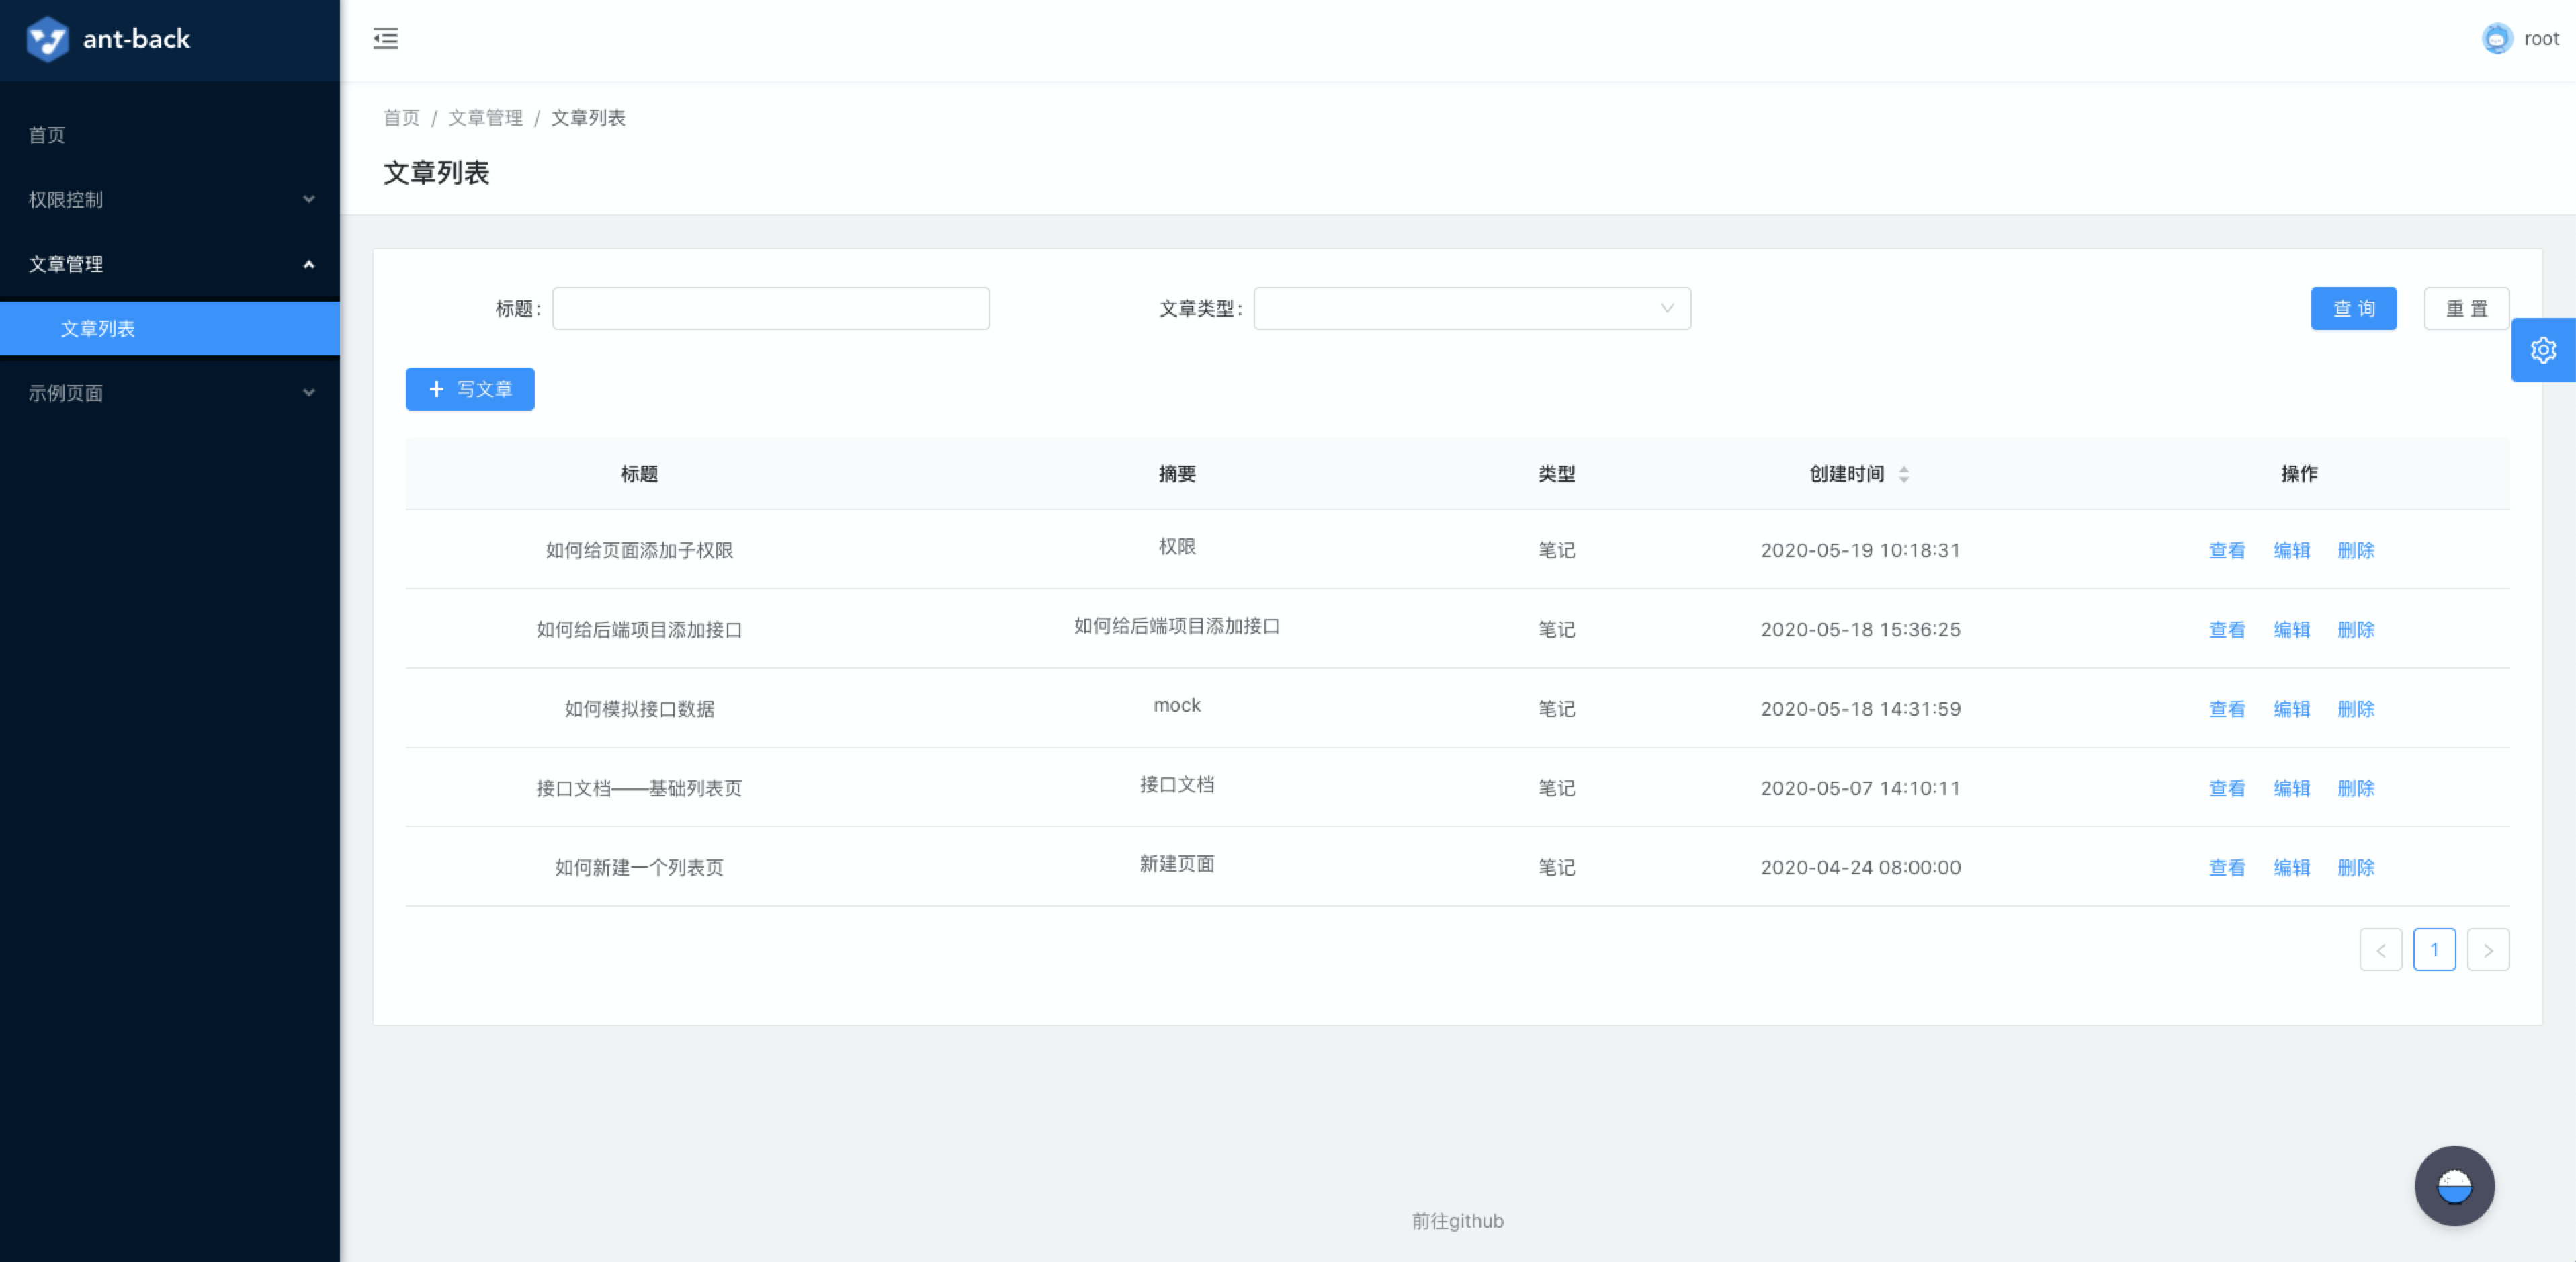 ant-back
root
首页
权限控制
文章管理
文章列表
示例页面
首页 / 文章管理 / 文章列表
文章列表
标题: 文章类型: 查 询 重 置
写文章
标题 摘要 类型 创建时间 操作
如何给页面添加子权限 权限 笔记 2020-05-19 10:18:31 查看 编辑 删除
如何给后端项目添加接口 如何给后端项目添加接口 笔记 2020-05-18 15:36:25 查看 编辑 删除
如何模拟接口数据 mock 笔记 2020-05-18 14:31:59 查看 编辑 删除
接口文档——基础列表页 接口文档 笔记 2020-05-07 14:10:11 查看 编辑 删除
如何新建一个列表页 新建页面 笔记 2020-04-24 08:00:00 查看 编辑 删除
1
前往github